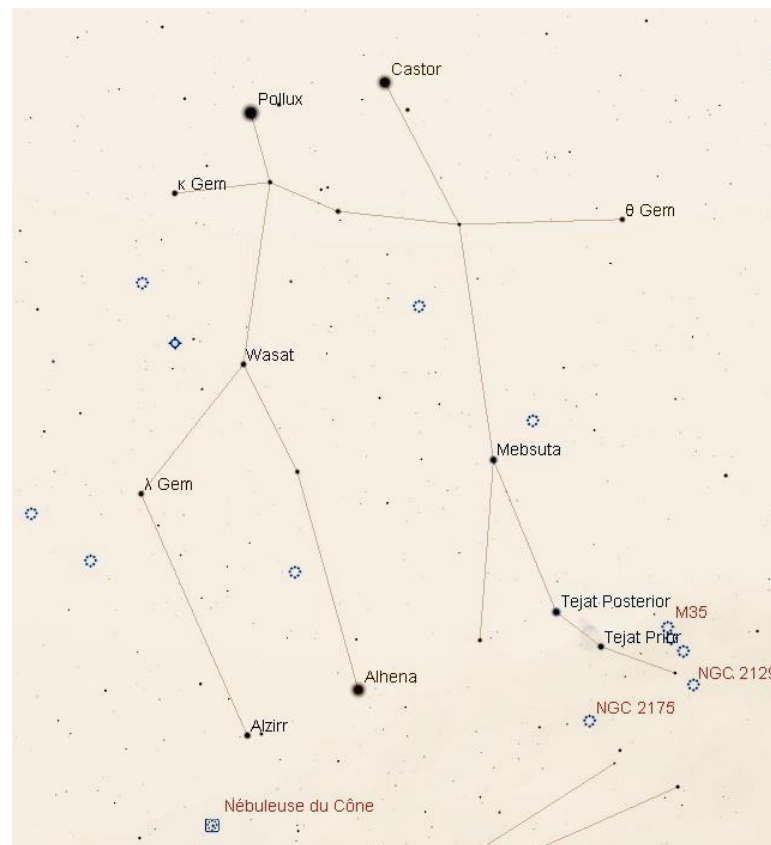 Castor
Pollux
κ Gem
θ Gem
Wasat
Mebsuta
λ Gem
Tejat Posterior
M35
Tejat Prior
Alhena
NGC 2129
NGC 2175
Alzirr
Nébuleuse du Cône